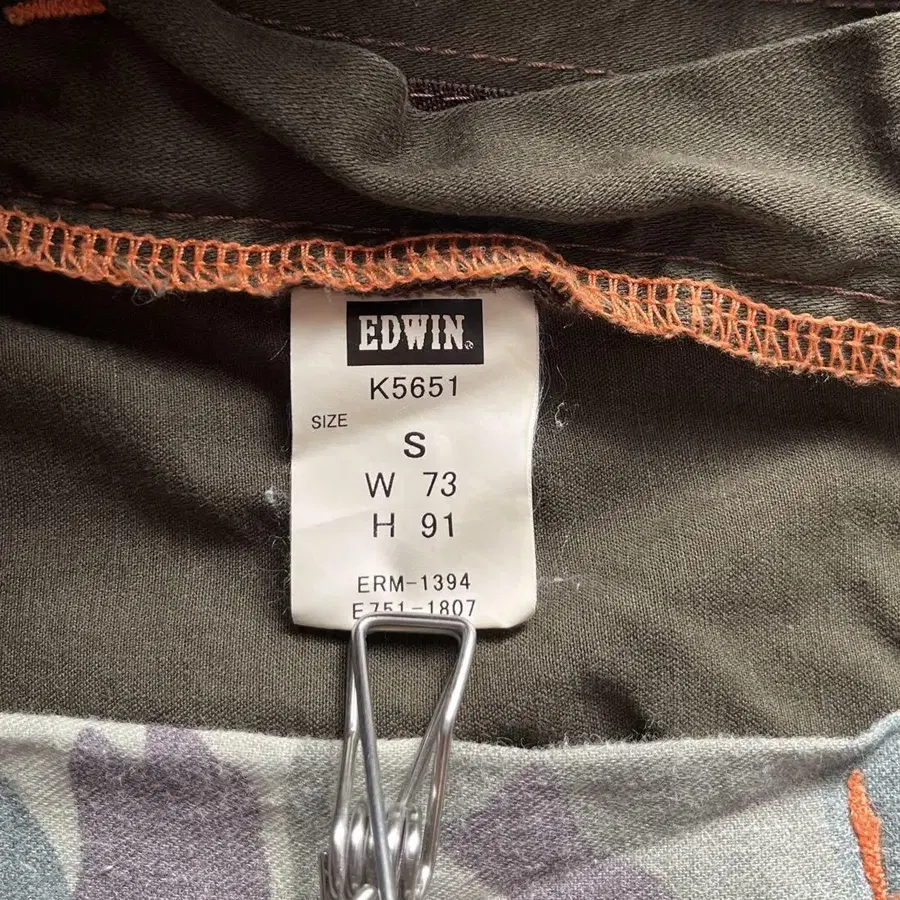 EDWIN®
K5651
SIZE
S
W 73
H 91
ERM-1394
E751-1807